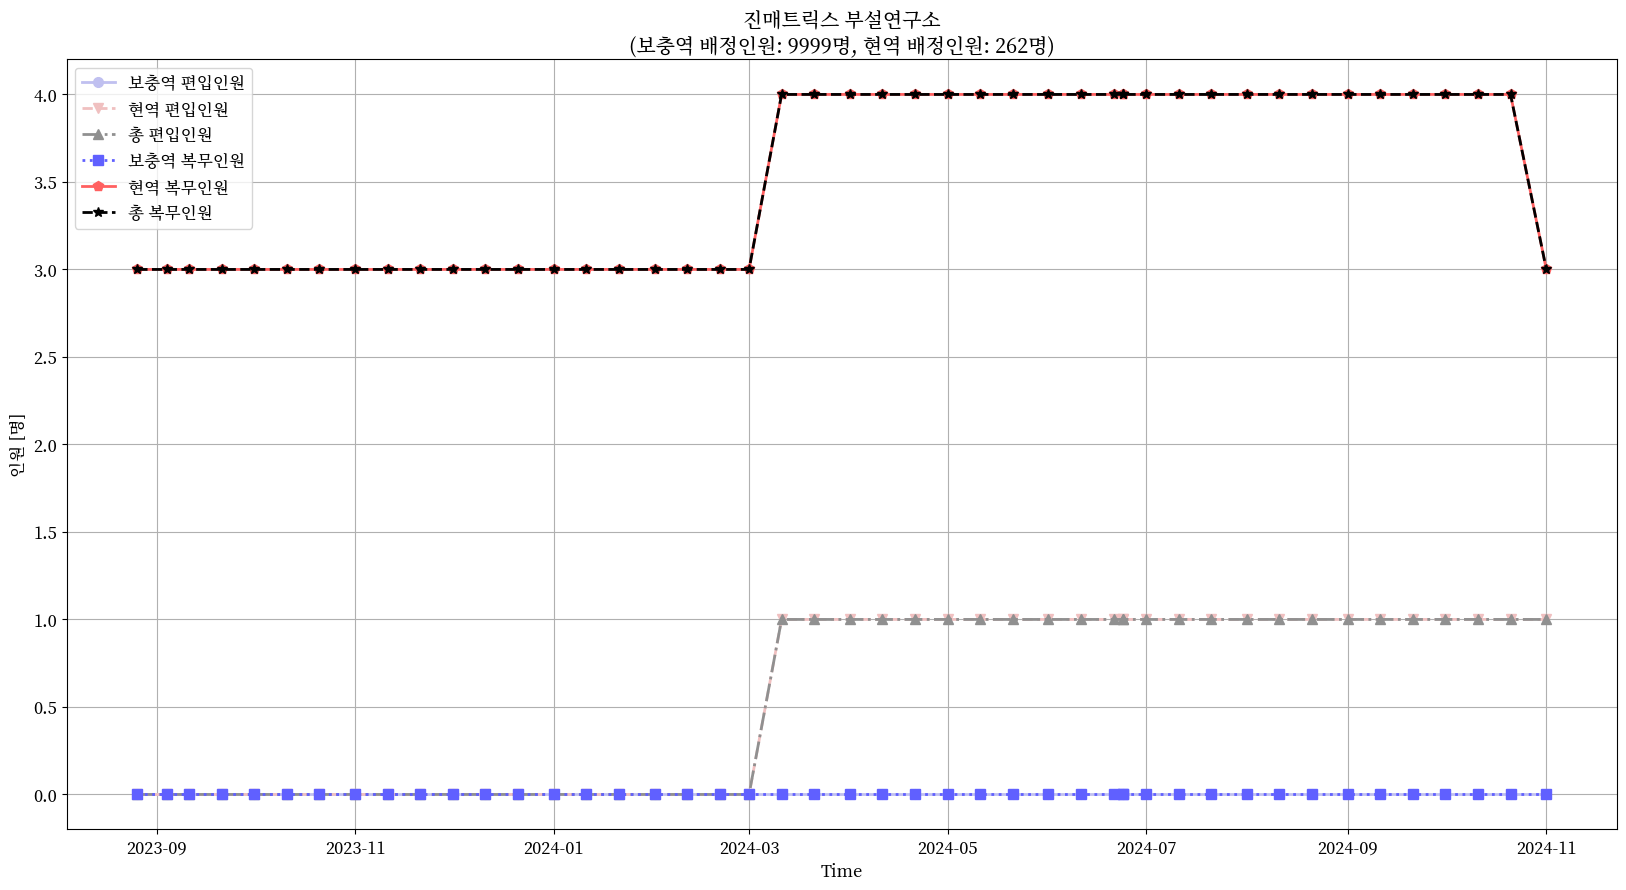 진매트릭스 부설연구소
(보충역 배정인원: 9999명, 현역 배정인원: 262명)
보충역 편입인원
현역 편입인원
총 편입인원
보충역 복무인원
현역 복무인원
총 복무인원
4.0
3.5
3.0
2.5
2.0
1.5
1.0
0.5
0.0
인원 [명]
2023-09 2023-11 2024-01 2024-03 2024-05 2024-07 2024-09 2024-11
Time